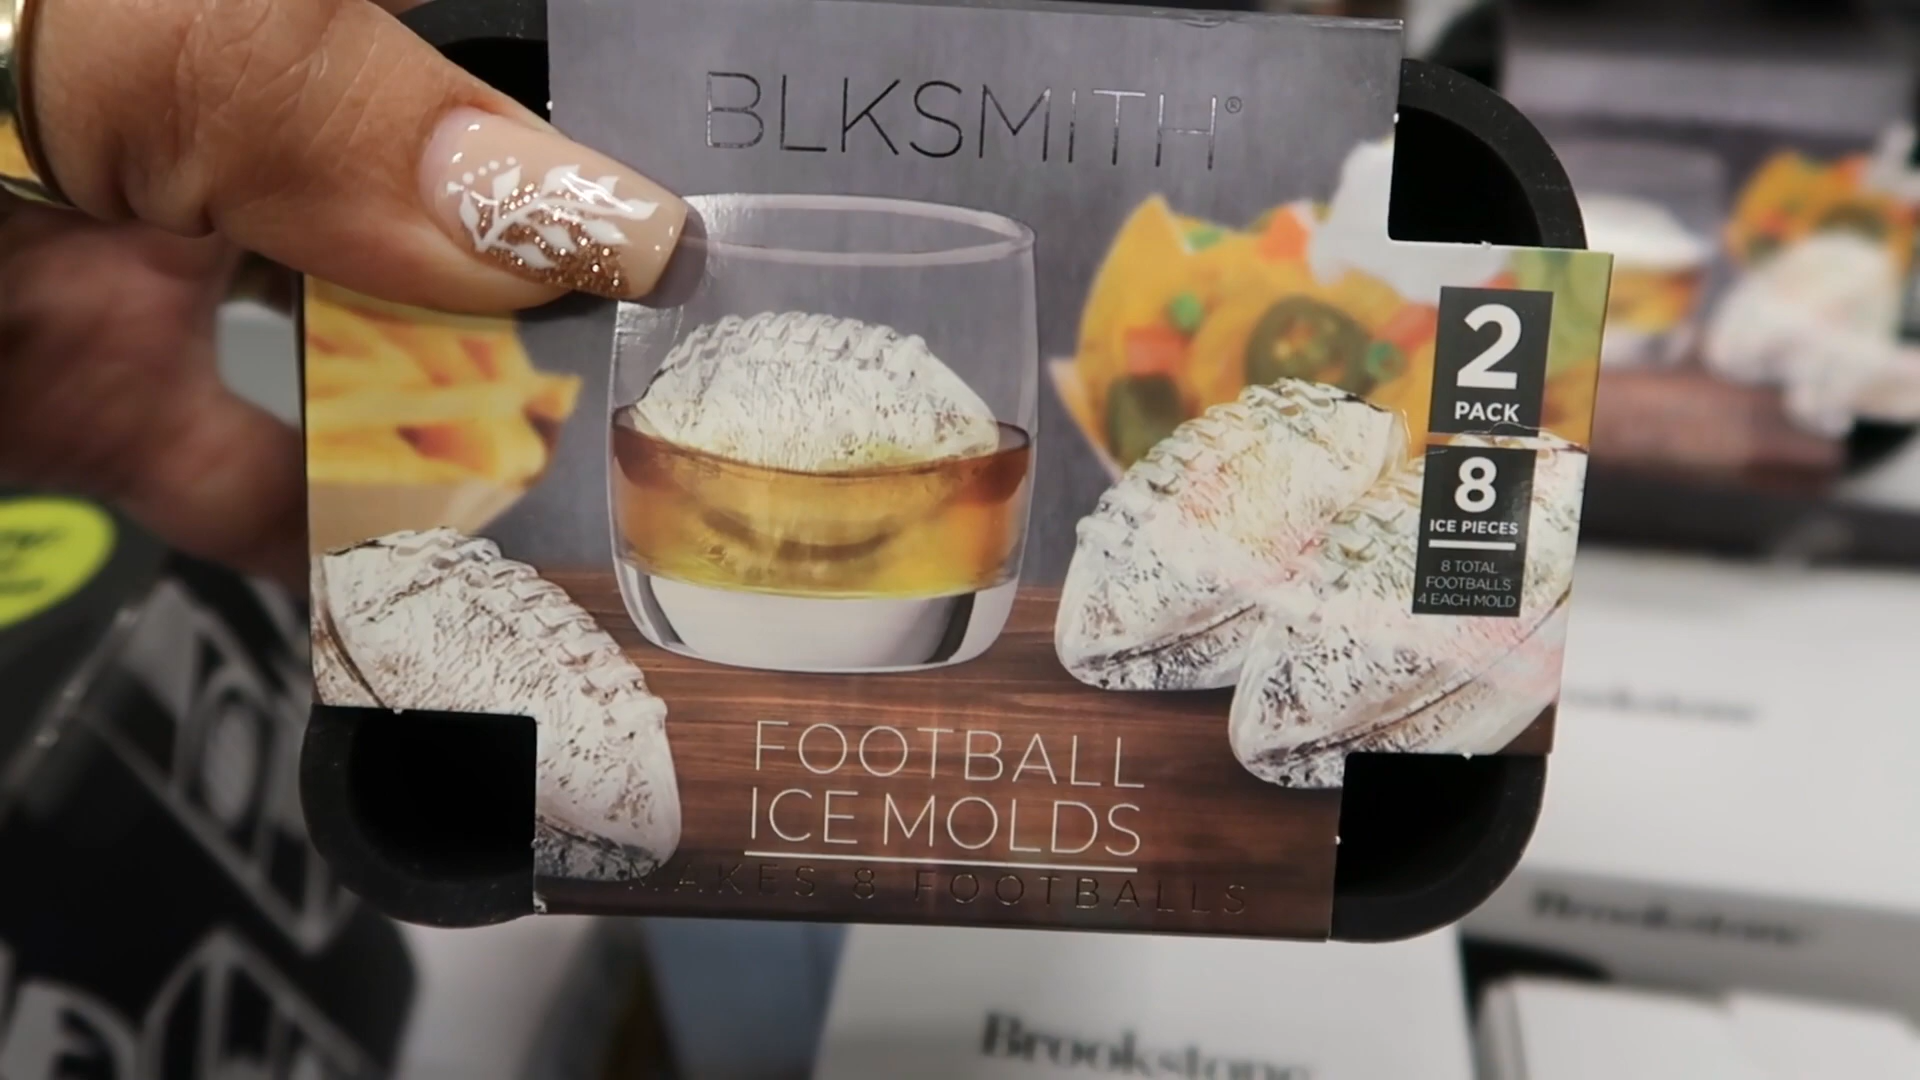 BLKSMiTH®
2
PACK
8
ICE PIECES
8 TOTAL
FOOTBALLS
4 EACH MOLD
FOOTBALL
ICE MOLDS
MAKES 8 FOOTBALLS
Brookstone
Brookstone